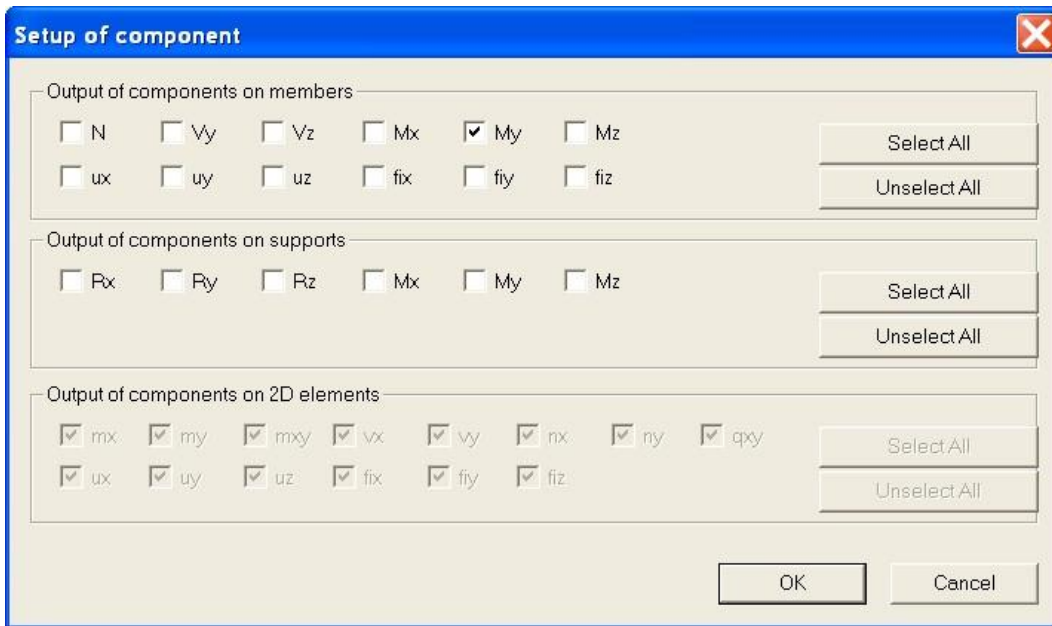 Setup of component
Output of components on members
N Vy Vz Mx My Mz
Select All
ux uy uz fix fiy fiz
Unselect All
Output of components on supports
Rx Ry Rz Mx My Mz
Select All
Unselect All
Output of components on 2D elements
mx my mxy vx vy nx ny qxy
Select All
ux uy uz fix fiy fiz
Unselect All
OK Cancel